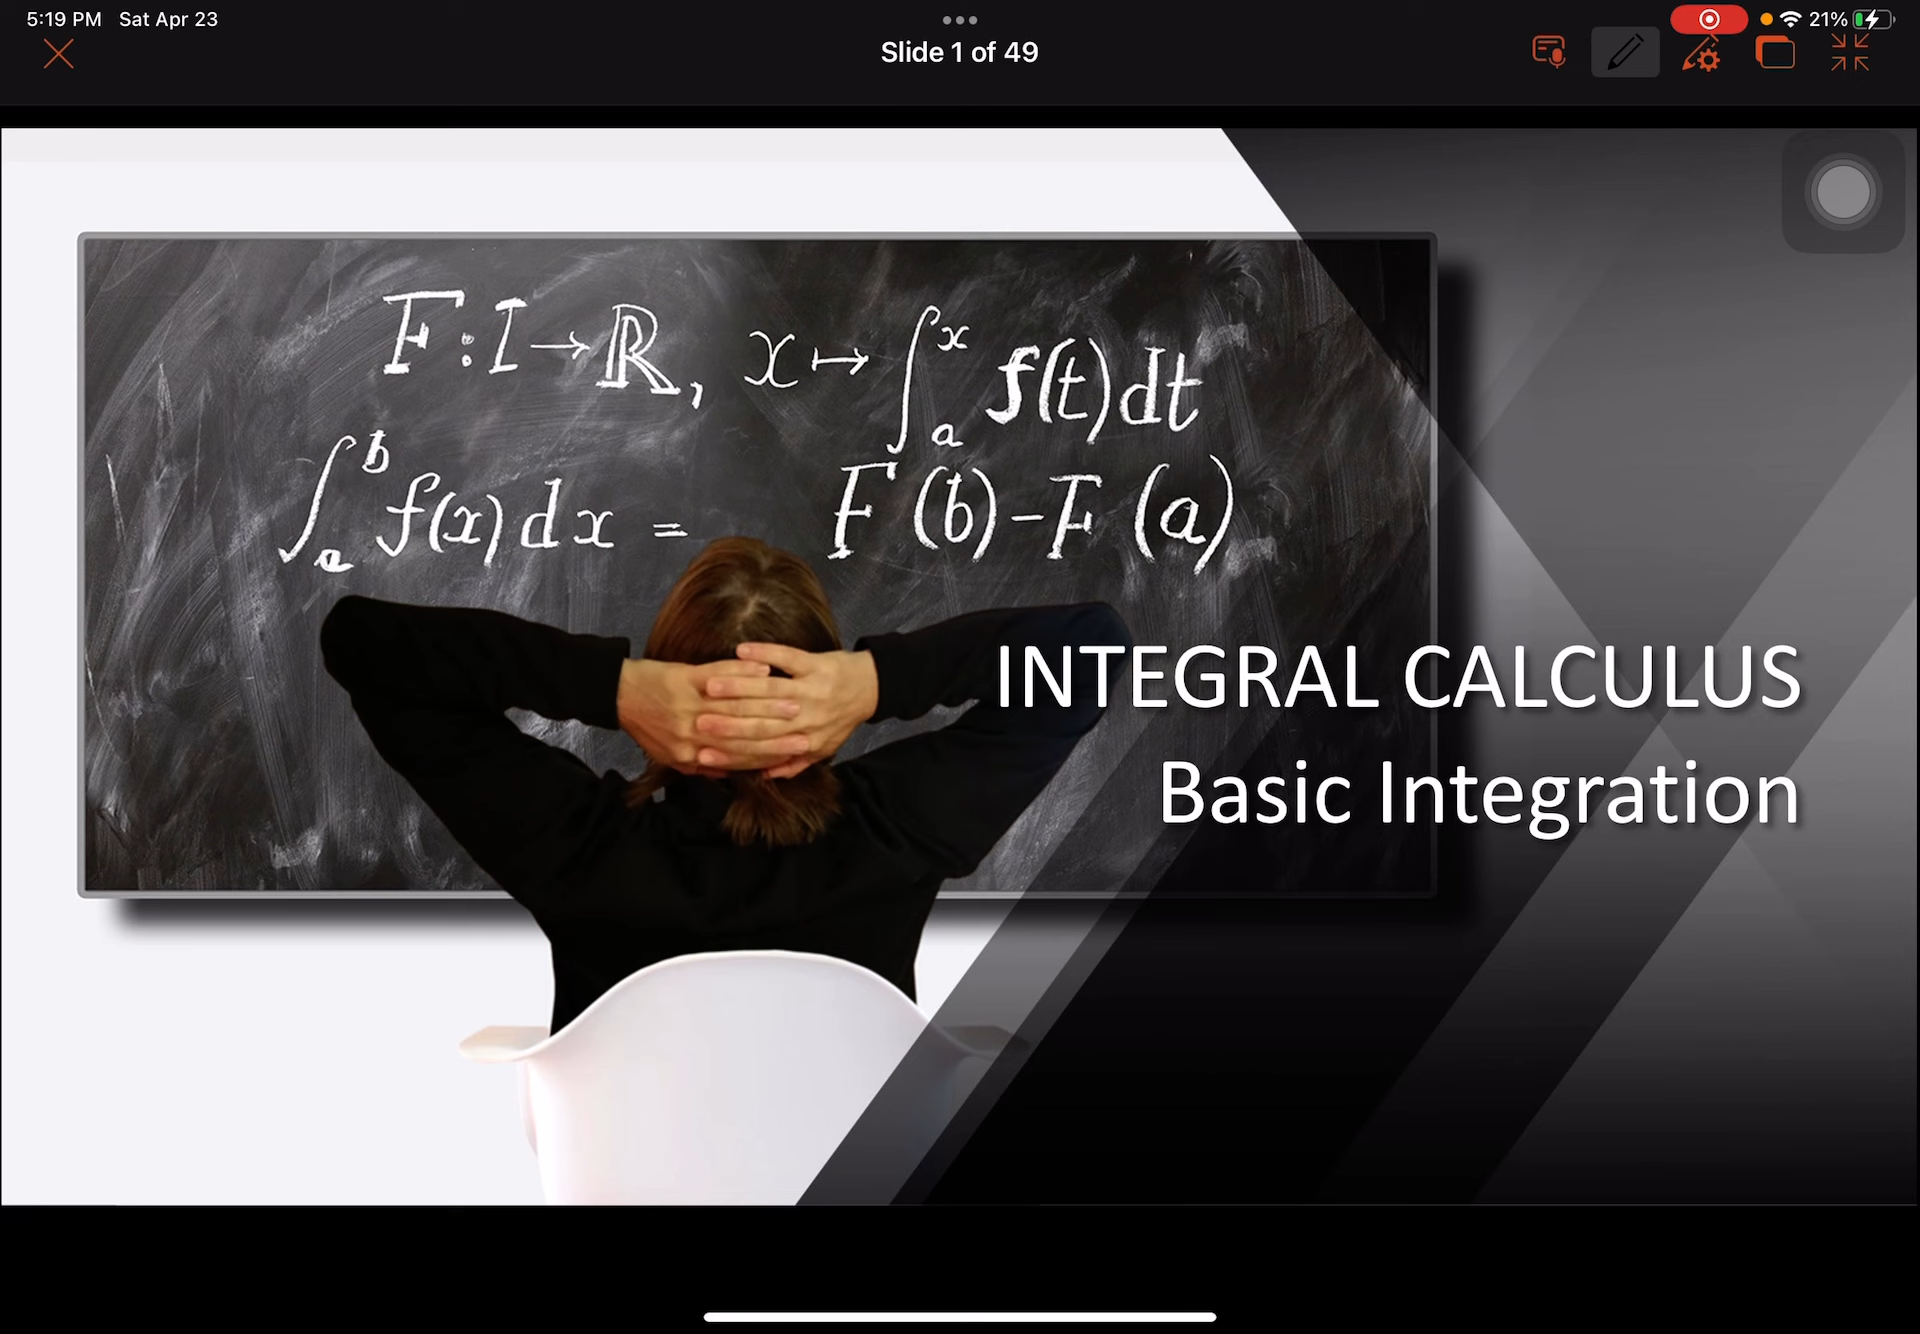 5:19 PM Sat Apr 23
21%
Slide 1 of 49
F:I→ℝ, x↦∫ₐˣ f(t)dt
∫ₐᵇ f(x)dx = F(b)-F(a)
INTEGRAL CALCULUS
Basic Integration